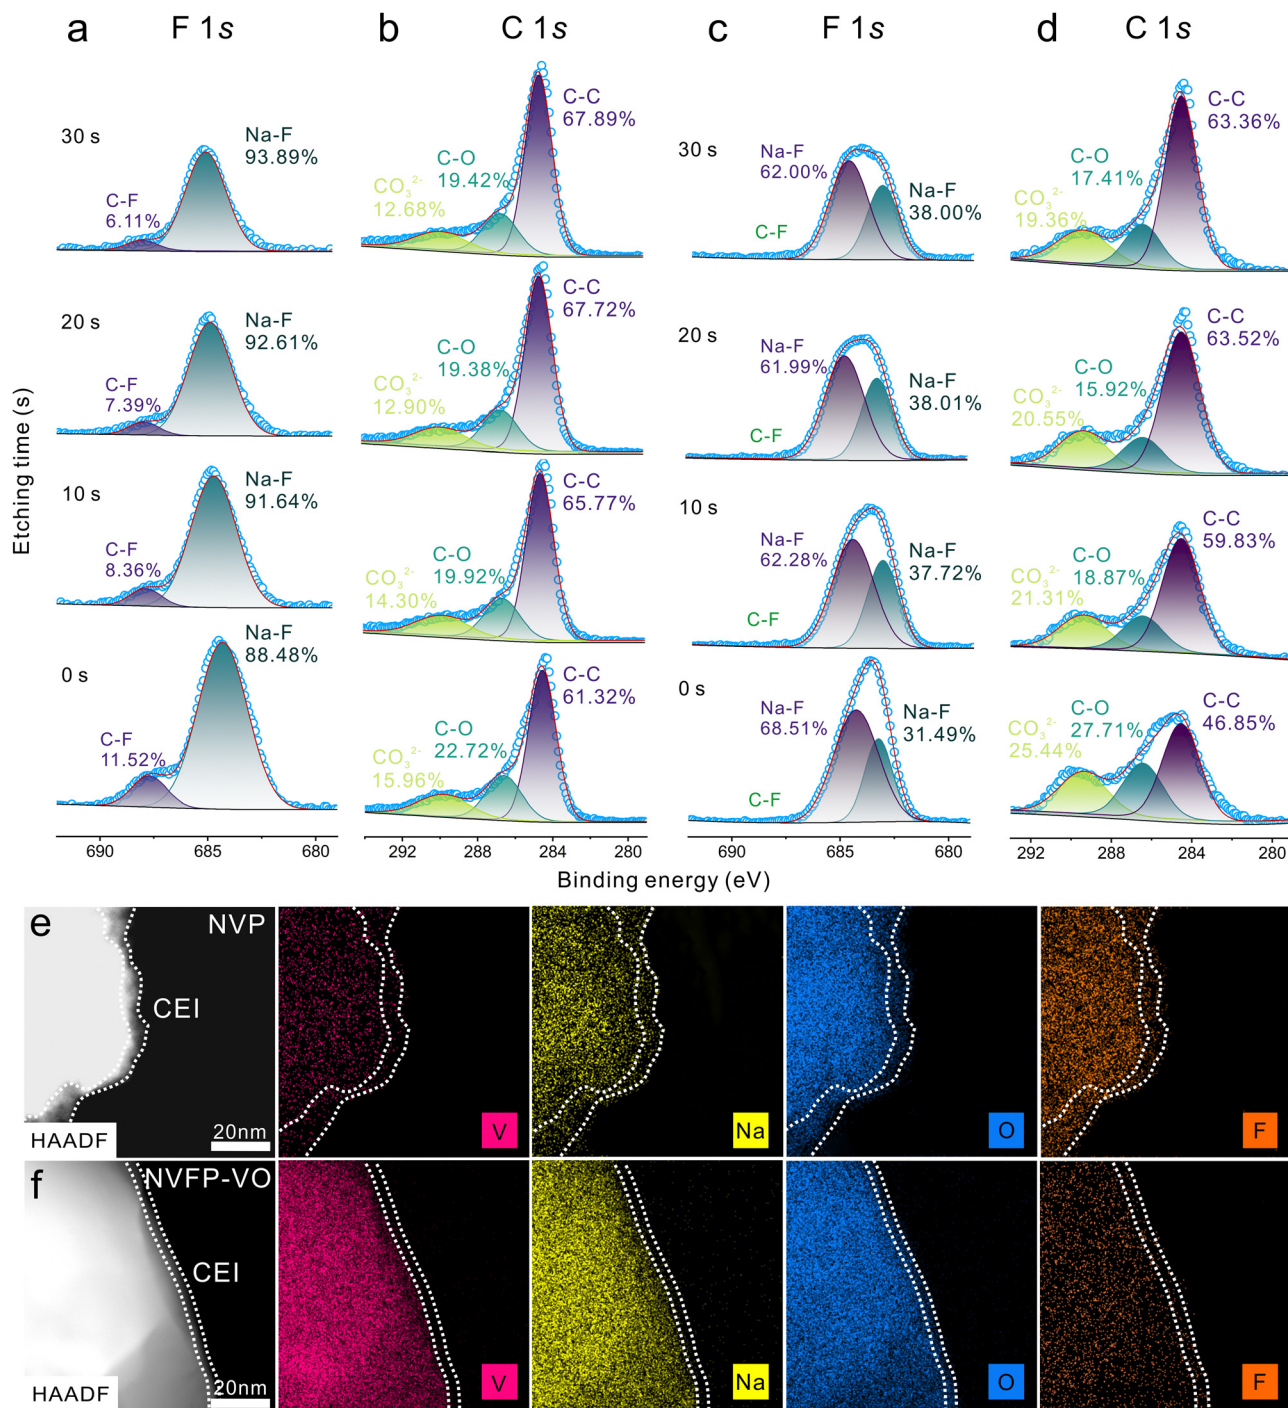 a F 1s
b C 1s
c F 1s
d C 1s
Etching time (s)
30 s
C-F
6.11%
Na-F
93.89%
20 s
C-F
7.39%
Na-F
92.61%
10 s
C-F
8.36%
Na-F
91.64%
0 s
C-F
11.52%
Na-F
88.48%
690 685 680
CO₃²⁻
12.68%
C-O
19.42%
C-C
67.89%
CO₃²⁻
12.90%
C-O
19.38%
C-C
67.72%
CO₃²⁻
14.30%
C-O
19.92%
C-C
65.77%
CO₃²⁻
15.96%
C-O
22.72%
C-C
61.32%
292 288 284 280
30 s
Na-F
62.00%
Na-F
38.00%
C-F
20 s
Na-F
61.99%
Na-F
38.01%
C-F
10 s
Na-F
62.28%
Na-F
37.72%
C-F
0 s
Na-F
68.51%
Na-F
31.49%
C-F
690 685 680
CO₃²⁻
19.36%
C-O
17.41%
C-C
63.36%
CO₃²⁻
20.55%
C-O
15.92%
C-C
63.52%
CO₃²⁻
21.31%
C-O
18.87%
C-C
59.83%
CO₃²⁻
25.44%
C-O
27.71%
C-C
46.85%
292 288 284 280
Binding energy (eV)
e NVP
CEI
HAADF 20nm
V
Na
O
F
f NVFP-VO
CEI
HAADF 20nm
V
Na
O
F